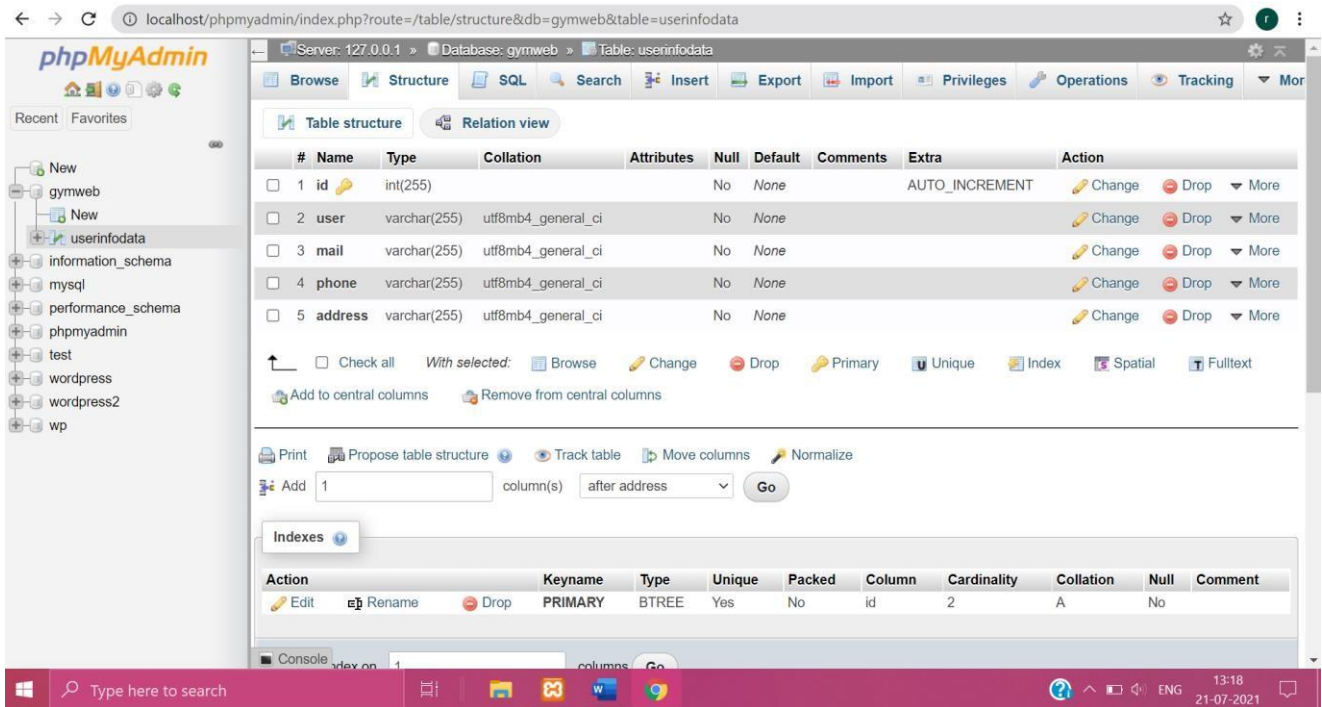 localhost/phpmyadmin/index.php?route=/table/structure&db=gymweb&table=userinfodata
r
phpMyAdmin
Recent Favorites
New
gymweb
New
userinfodata
information_schema
mysql
performance_schema
phpmyadmin
test
wordpress
wordpress2
wp
Server: 127.0.0.1 » Database: gymweb » Table: userinfodata
Browse Structure SQL Search Insert Export Import Privileges Operations Tracking Mor
Table structure Relation view
# Name Type Collation Attributes Null Default Comments Extra Action
1 id int(255) No None AUTO_INCREMENT Change Drop More
2 user varchar(255) utf8mb4_general_ci No None Change Drop More
3 mail varchar(255) utf8mb4_general_ci No None Change Drop More
4 phone varchar(255) utf8mb4_general_ci No None Change Drop More
5 address varchar(255) utf8mb4_general_ci No None Change Drop More
Check all With selected: Browse Change Drop Primary Unique Index Spatial Fulltext
Add to central columns Remove from central columns
Print Propose table structure Track table Move columns Normalize
Add 1 column(s) after address Go
Indexes
Action Keyname Type Unique Packed Column Cardinality Collation Null Comment
Edit Rename Drop PRIMARY BTREE Yes No id 2 A No
Console dex on 1 columns Go
Type here to search ENG 13:18
21-07-2021